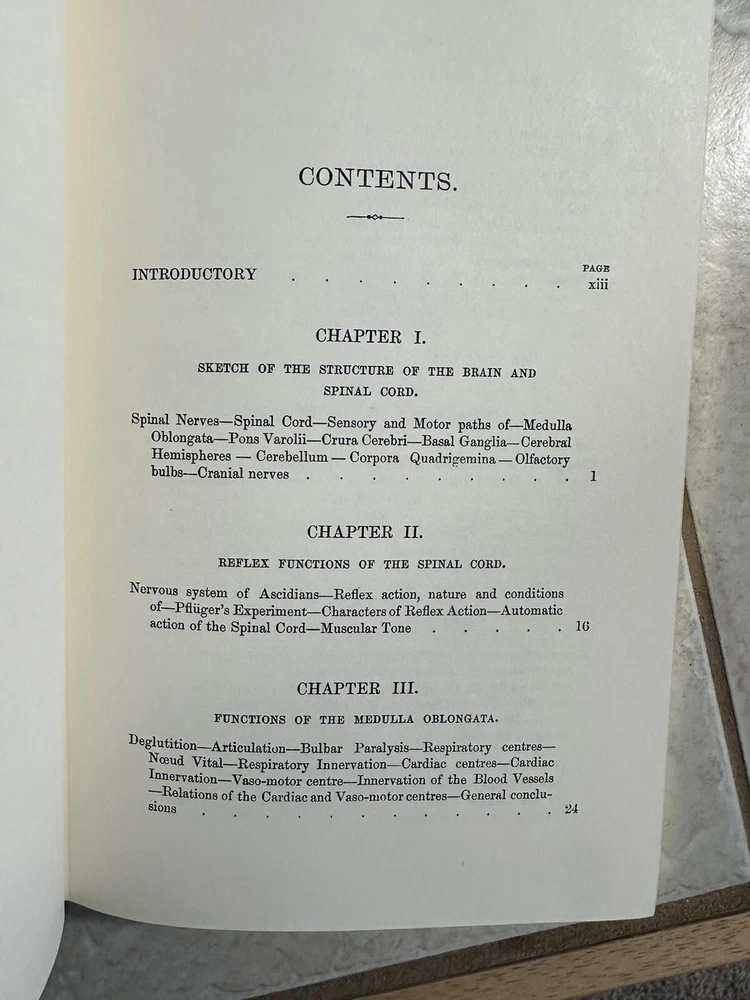 CONTENTS.
PAGE
INTRODUCTORY . . . . . . . . . xiii
CHAPTER I.
SKETCH OF THE STRUCTURE OF THE BRAIN AND
SPINAL CORD.
Spinal Nerves—Spinal Cord—Sensory and Motor paths of—Medulla
Oblongata—Pons Varolii—Crura Cerebri—Basal Ganglia—Cerebral
Hemispheres — Cerebellum — Corpora Quadrigemina — Olfactory
bulbs—Cranial nerves . . . . . . . . . 1
CHAPTER II.
REFLEX FUNCTIONS OF THE SPINAL CORD.
Nervous system of Ascidians—Reflex action, nature and conditions
of—Pflüger's Experiment—Characters of Reflex Action—Automatic
action of the Spinal Cord—Muscular Tone . . . . . 16
CHAPTER III.
FUNCTIONS OF THE MEDULLA OBLONGATA.
Deglutition—Articulation—Bulbar Paralysis—Respiratory centres—
Nœud Vital—Respiratory Innervation—Cardiac centres—Cardiac
Innervation—Vaso-motor centre—Innervation of the Blood Vessels
—Relations of the Cardiac and Vaso-motor centres—General conclu-
sions . . . . . . . . . . . . 24